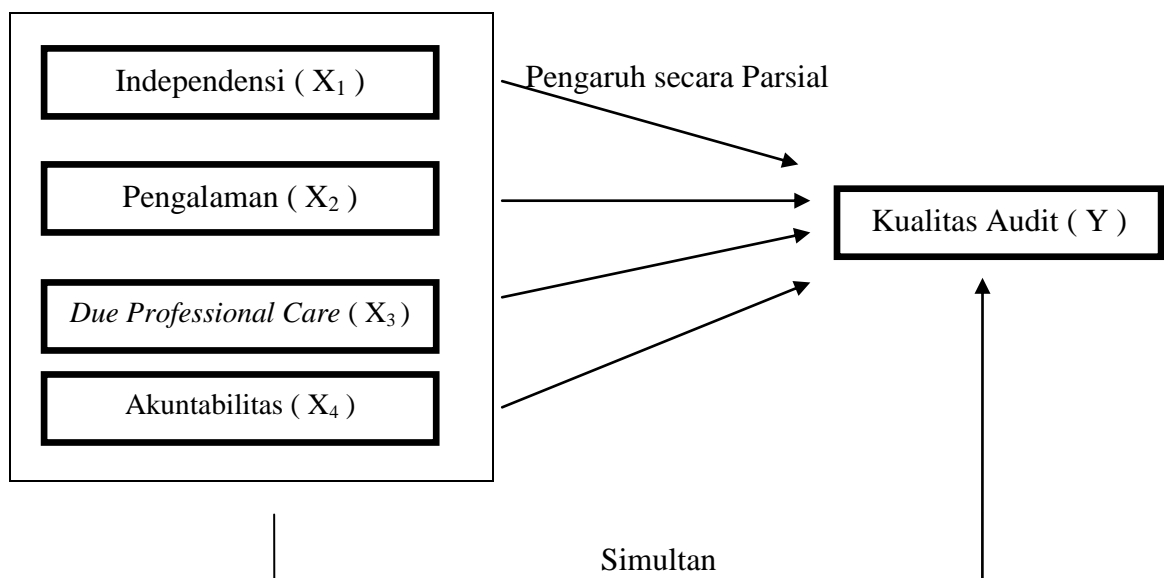 Independensi ( X₁ )
Pengaruh secara Parsial
Pengalaman ( X₂ )
Kualitas Audit ( Y )
Due Professional Care ( X₃ )
Akuntabilitas ( X₄ )
Simultan